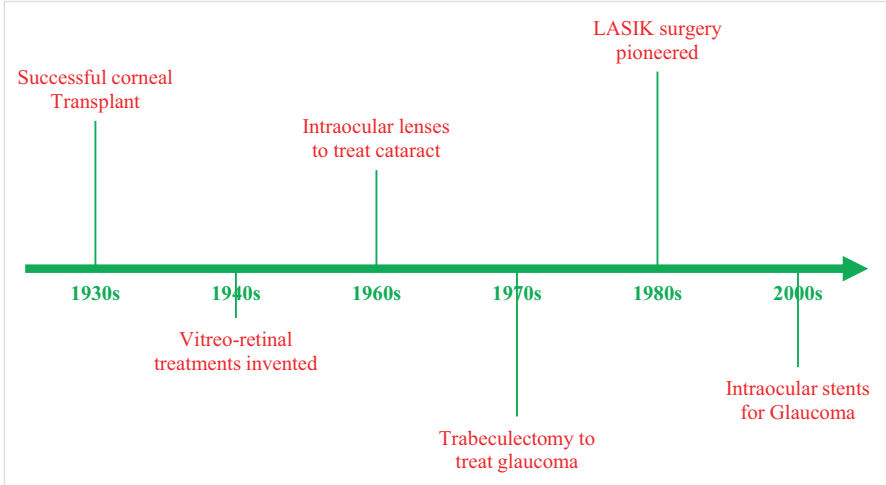 LASIK surgery
pioneered
Successful corneal
Transplant
Intraocular lenses
to treat cataract
1930s
1940s
1960s
1970s
1980s
2000s
Vitreo-retinal
treatments invented
Intraocular stents
for Glaucoma
Trabeculectomy to
treat glaucoma